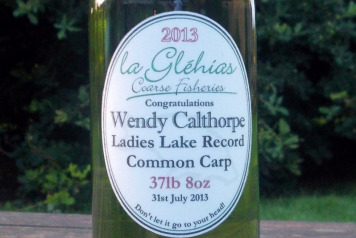 2013
la Gléhias
Coarse Fisheries
Congratulations
Wendy Calthorpe
Ladies Lake Record
Common Carp
37lb 8oz
31st July 2013
Don't let it go to your head!